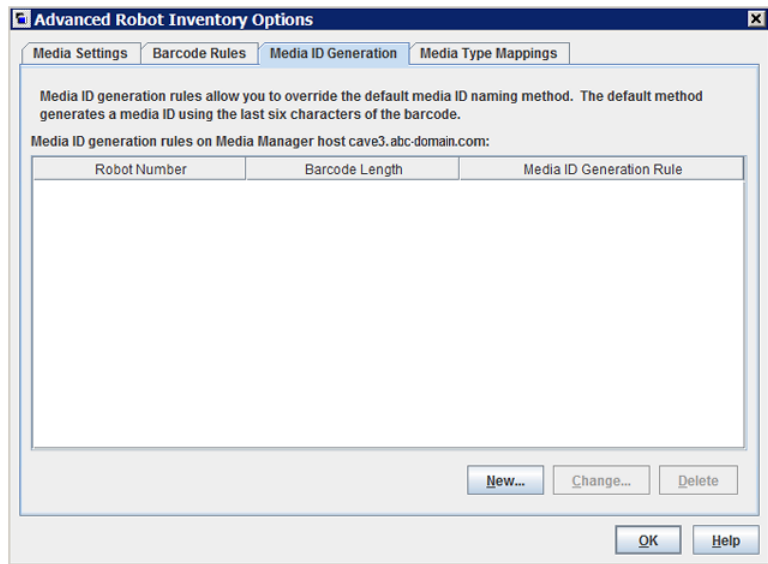 Advanced Robot Inventory Options
Media Settings Barcode Rules Media ID Generation Media Type Mappings
Media ID generation rules allow you to override the default media ID naming method. The default method
generates a media ID using the last six characters of the barcode.
Media ID generation rules on Media Manager host cave3.abc-domain.com:
Robot Number Barcode Length Media ID Generation Rule
New... Change... Delete
OK Help